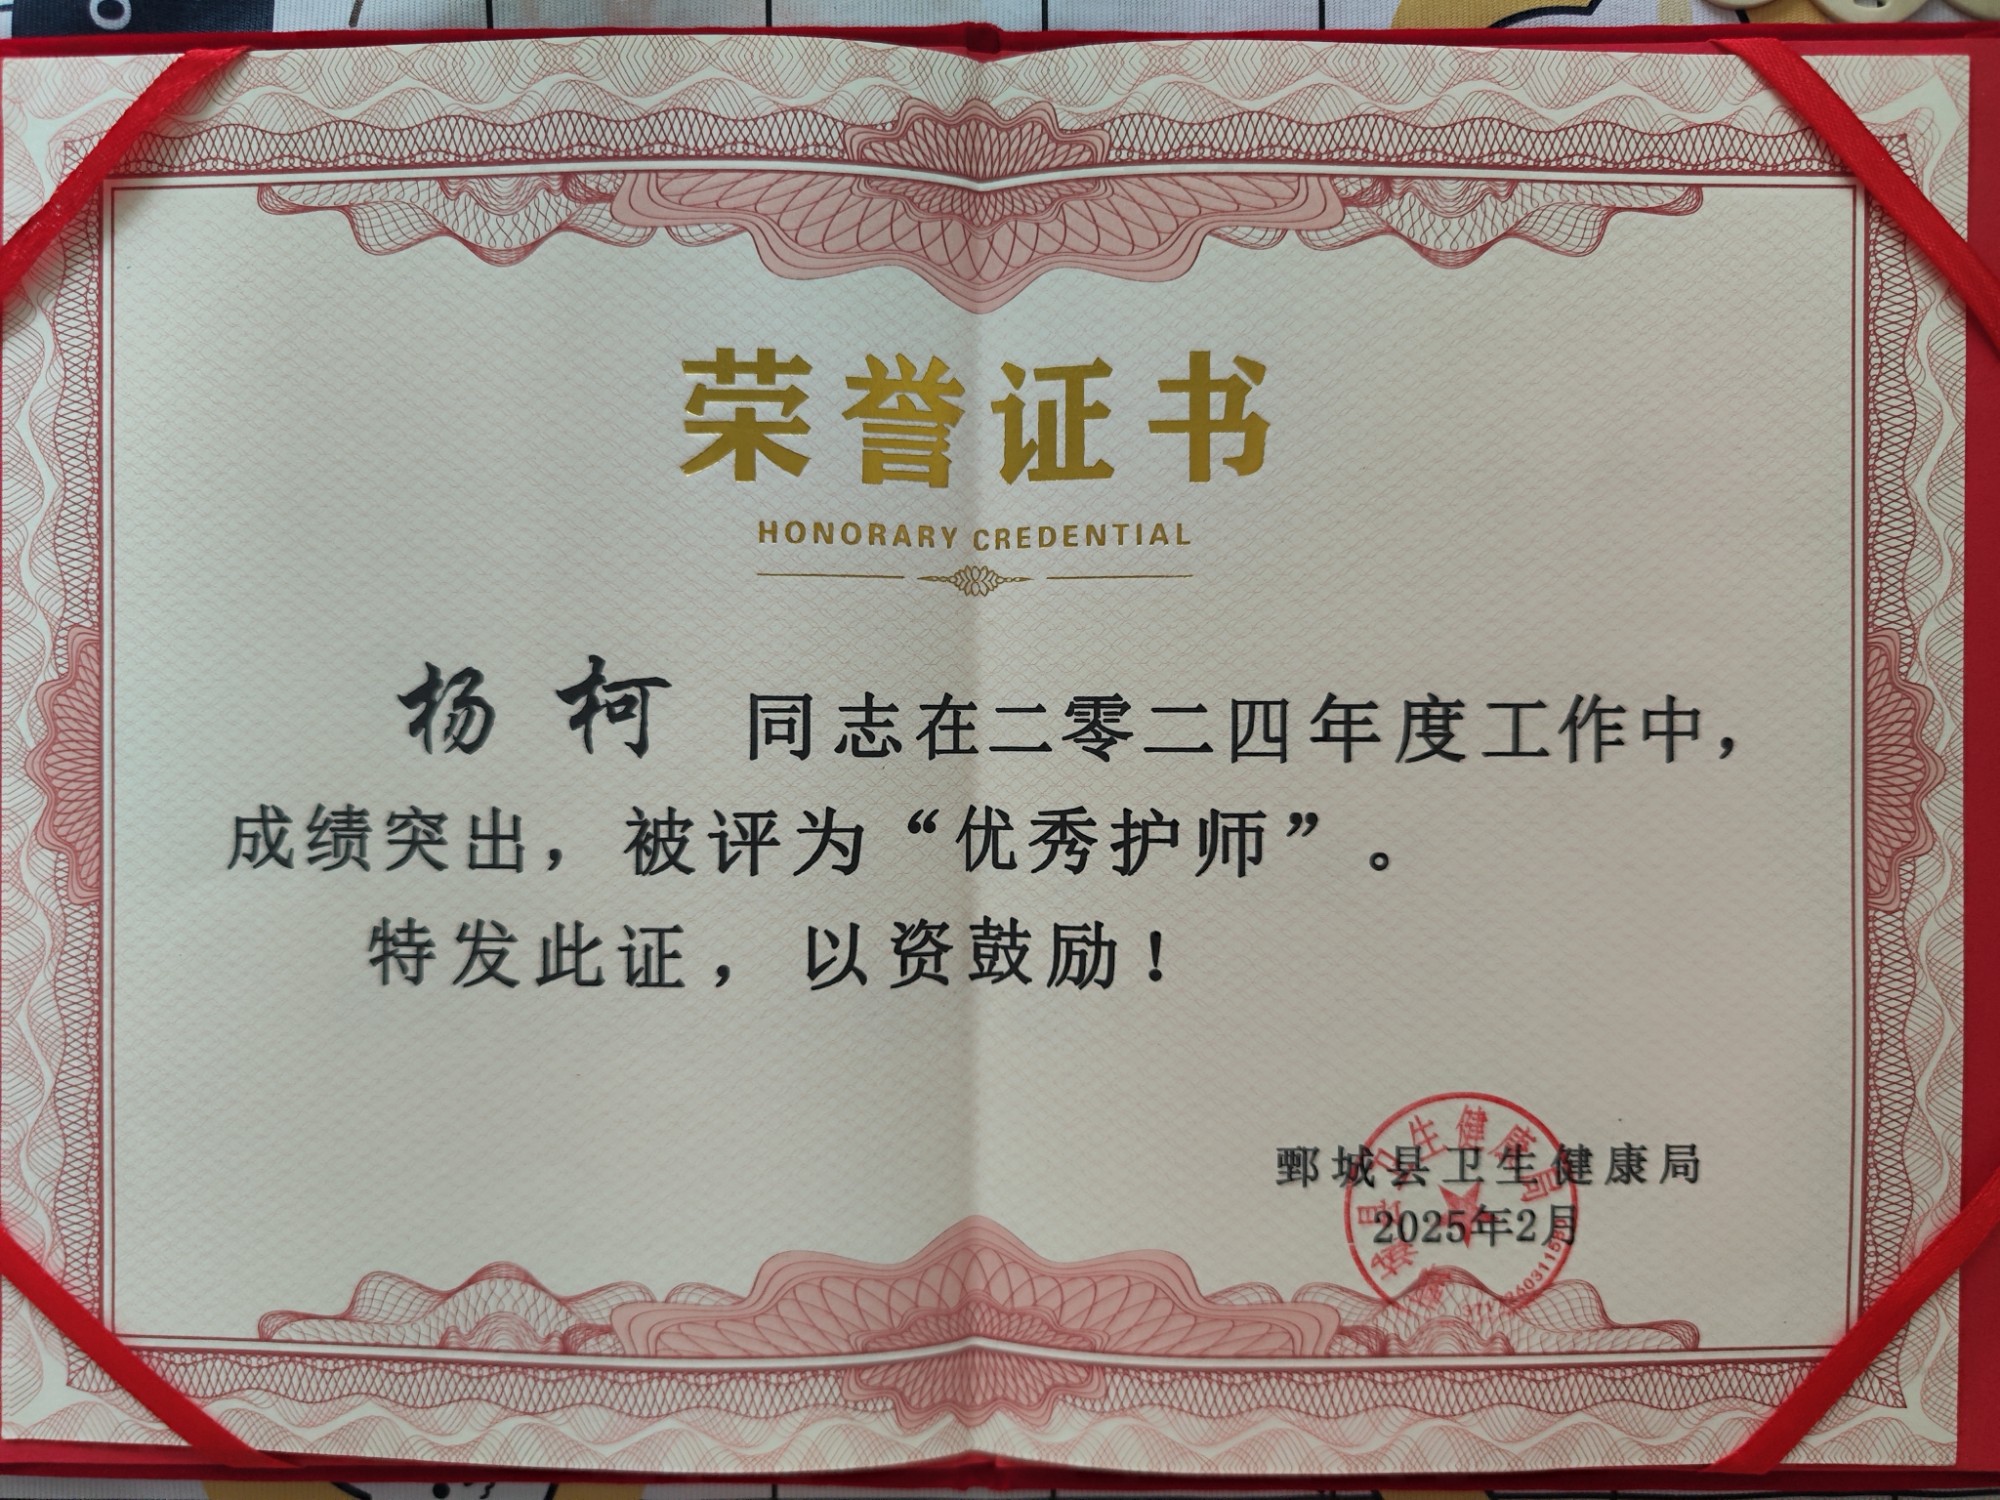 荣誉证书
HONORARY CREDENTIAL
杨柯 同志在二零二四年度工作中，
成绩突出，被评为“优秀护师”。
特发此证，以资鼓励！
鄄城县卫生健康局
2025年2月